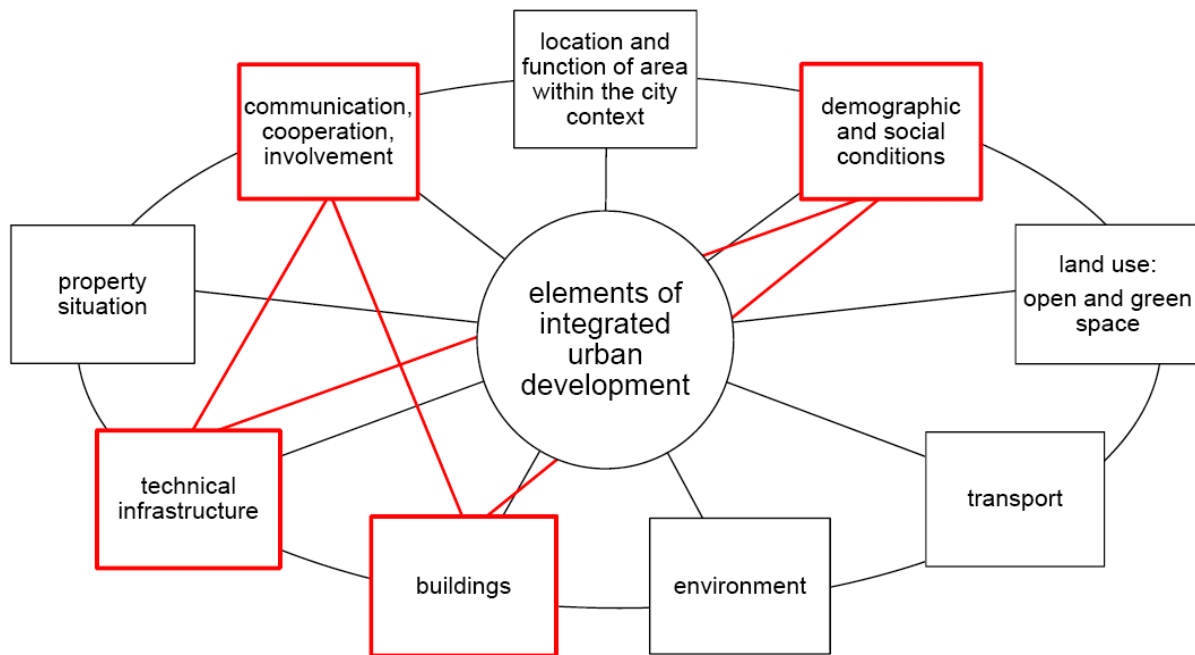 location and
function of area
within the city
context
communication,
cooperation,
involvement
demographic
and social
conditions
property
situation
elements of
integrated
urban
development
land use:
open and green
space
technical
infrastructure
buildings
environment
transport